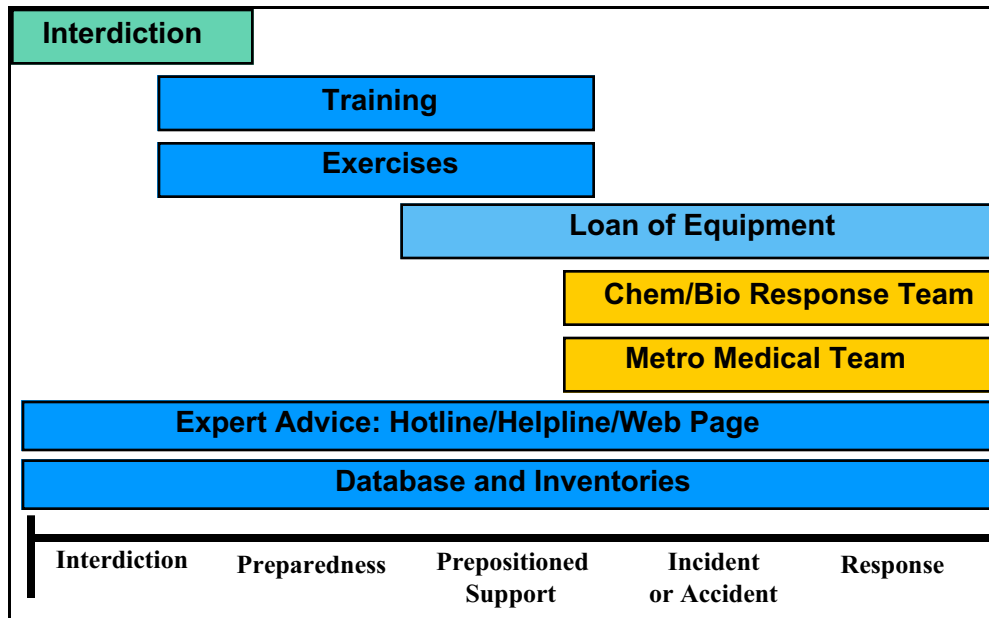 Interdiction
Training
Exercises
Loan of Equipment
Chem/Bio Response Team
Metro Medical Team
Expert Advice: Hotline/Helpline/Web Page
Database and Inventories
Interdiction
Preparedness
Prepositioned
Support
Incident
or Accident
Response